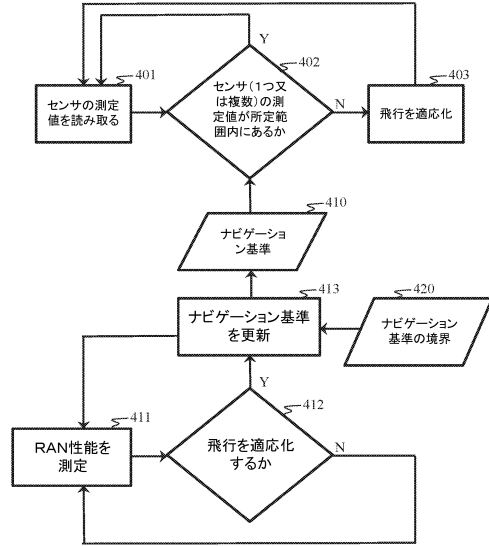 Y
401
402
403
センサの測定
値を読み取る
センサ(1つ又
は複数)の測
定値が所定範
囲内にあるか
N
飛行を適応化
410
ナビゲーショ
ン基準
413
420
ナビゲーション基準
を更新
ナビゲーション
基準の境界
Y
411
412
RAN性能を
測定
飛行を適応化
するか
N